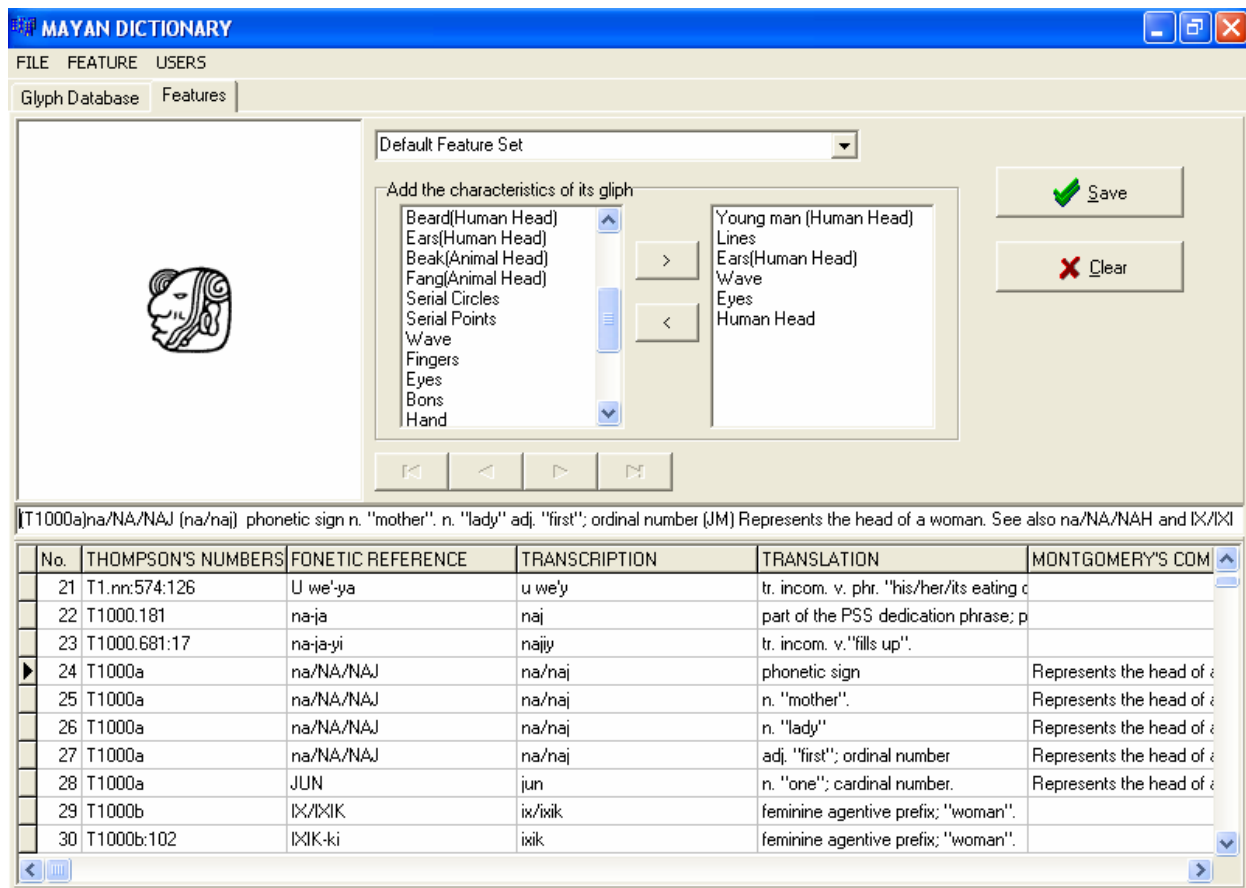 MAYAN DICTIONARY
FILE FEATURE USERS
Glyph Database Features
Default Feature Set
Add the characteristics of its gliph
Beard(Human Head)
Ears(Human Head)
Beak(Animal Head)
Fang(Animal Head)
Serial Circles
Serial Points
Wave
Fingers
Eyes
Bons
Hand
>
<
Young man (Human Head)
Lines
Ears(Human Head)
Wave
Eyes
Human Head
Save
Clear
(T1000a)na/NA/NAJ (na/naj) phonetic sign n. "mother". n. "lady" adj. "first"; ordinal number (JM) Represents the head of a woman. See also na/NA/NAH and IX/IXI
No. THOMPSON'S NUMBERS FONETIC REFERENCE TRANSCRIPTION TRANSLATION MONTGOMERY'S COM
21 T1.nn:574:126 U we'-ya u we'y tr. incom. v. phr. "his/her/its eating
22 T1000.181 na-ja naj part of the PSS dedication phrase; p
23 T1000.681:17 na-ja-yi najiy tr. incom. v."fills up".
24 T1000a na/NA/NAJ na/naj phonetic sign Represents the head of a
25 T1000a na/NA/NAJ na/naj n. "mother". Represents the head of a
26 T1000a na/NA/NAJ na/naj n. "lady" Represents the head of a
27 T1000a na/NA/NAJ na/naj adj. "first"; ordinal number Represents the head of a
28 T1000a JUN jun n. "one"; cardinal number. Represents the head of a
29 T1000b IX/IXIK ix/ixik feminine agentive prefix; "woman".
30 T1000b:102 IXIK-ki ixik feminine agentive prefix; "woman".